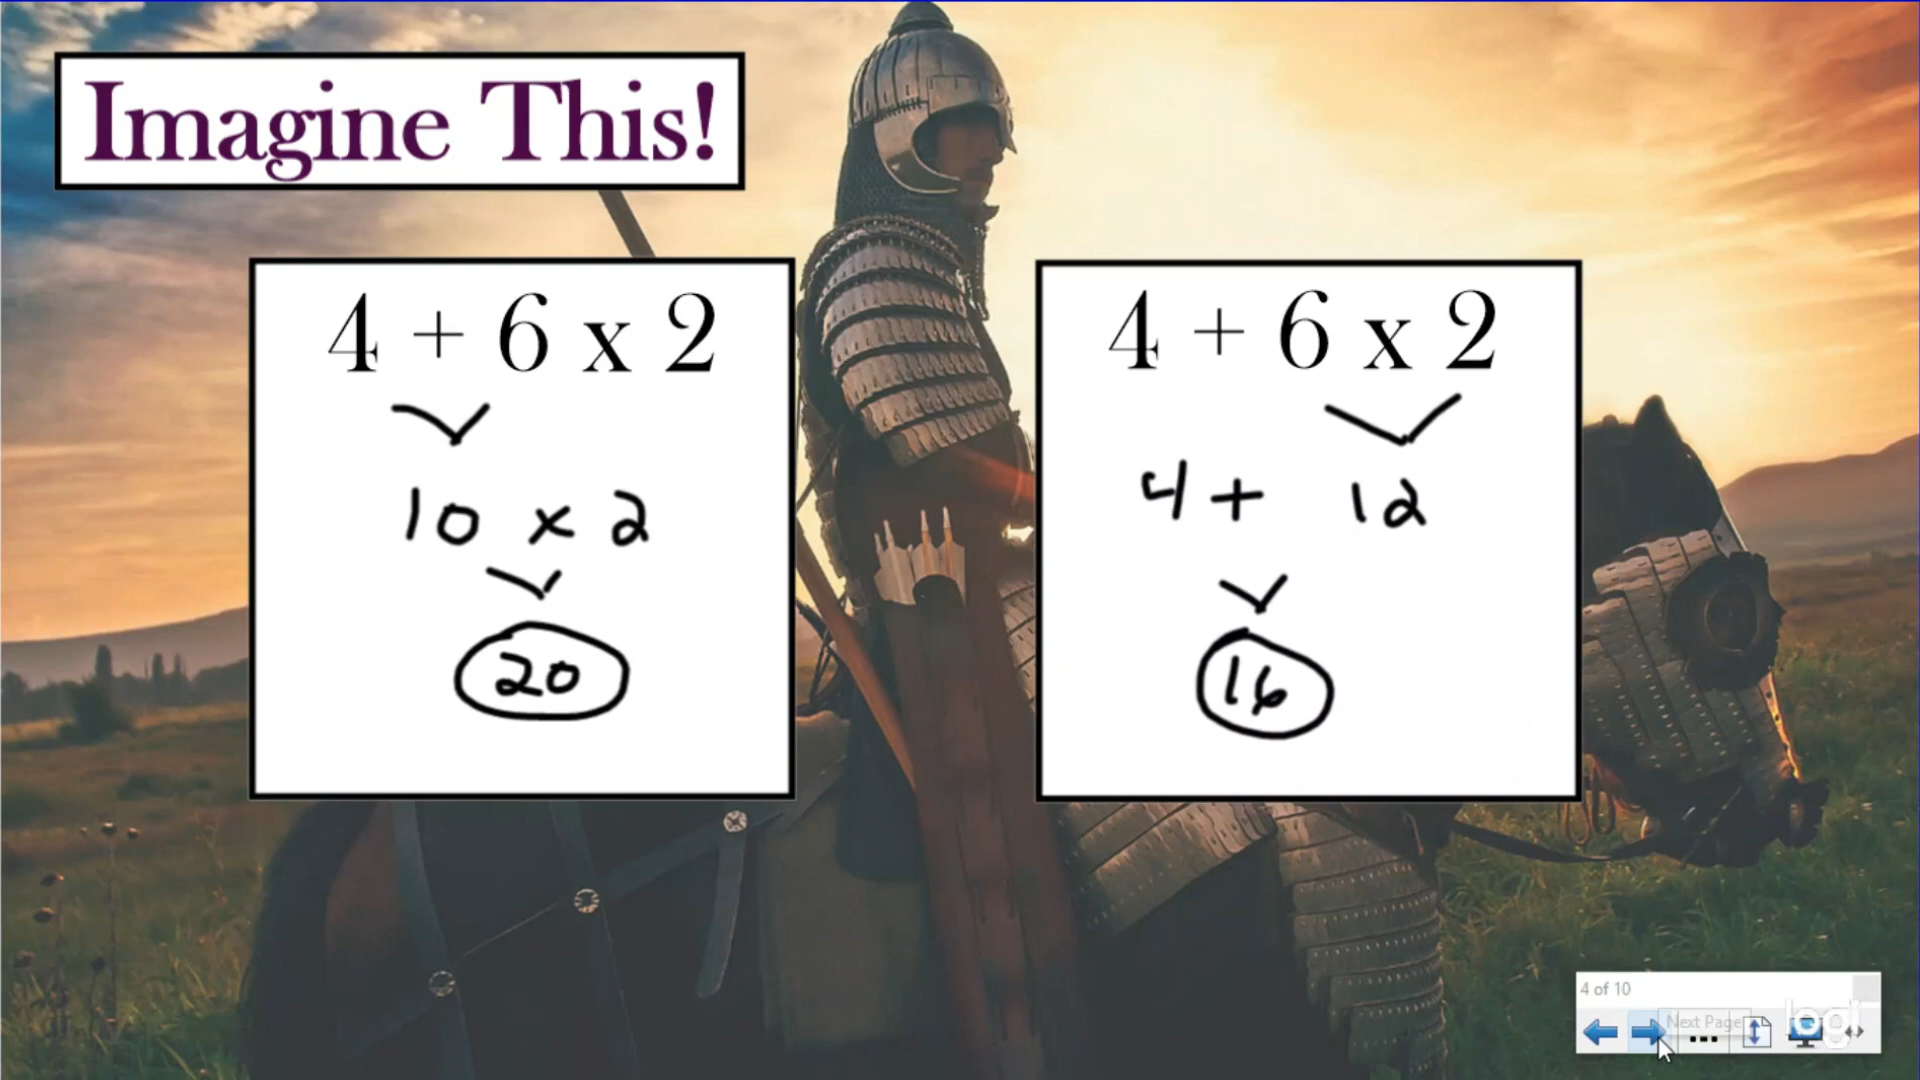 Imagine This!
4 + 6 x 2
10 x 2
20
4 + 6 x 2
4 + 12
16
4 of 10
Next Page
logi